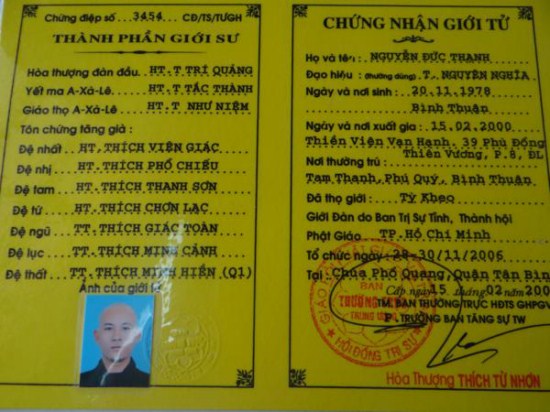 Chứng điệp số 3454 CĐ/TS/TƯGH
THÀNH PHẦN GIỚI SƯ
Hòa thượng đàn đầu. HT.T TRÍ QUẢNG
Yết ma A-Xà-Lê HT.T TẮC THÀNH
Giáo thọ A-Xà-Lê HT.T NHƯ NIỆM
Tôn chứng tăng già :
Đệ nhất HT.THÍCH VIÊN GIÁC
Đệ nhị HT.THÍCH PHỔ CHIẾU
Đệ tam HT.THÍCH THANH SƠN
Đệ tứ HT.THÍCH CHƠN LẠC
Đệ ngũ TT.THÍCH GIÁC TOÀN
Đệ lục TT.THÍCH MINH CẢNH
Đệ thất TT.THÍCH MINH HIỀN (Q1)
Ảnh của giới tử
CHỨNG NHẬN GIỚI TỬ
Họ và tên: NGUYỄN ĐỨC THANH
Đạo hiệu : (thường dùng) T. NGUYÊN NGHĨA
Ngày và nơi sinh : 20.11.1978
Bình Thuận
Ngày và nơi xuất gia : 15.02.2000
Thiền Viện Vạn Hạnh. 39 Phù Đổng
Thiên Vương, P.8, ĐL
Nơi thường trú :
Tam Thanh, Phú Quý, Bình Thuận
Đã thọ giới : Tỳ Kheo
Giới Đàn do Ban Trị Sự Tỉnh, Thành hội
Phật Giáo TP.Hồ Chí Minh
Tổ chức ngày : 28-30/11/2006
Tại : Chùa Phổ Quang, Quận Tân Bìn
Cấp ngày 15 tháng 02 năm 200
TM. BAN THƯỜNG TRỰC HĐTS GHPGV
P. TRƯỞNG BAN TĂNG SỰ TW
BAN
TRUNG ƯƠNG
HỘI ĐỒNG TRỊ SỰ
Hòa Thượng THÍCH TỪ NHƠN